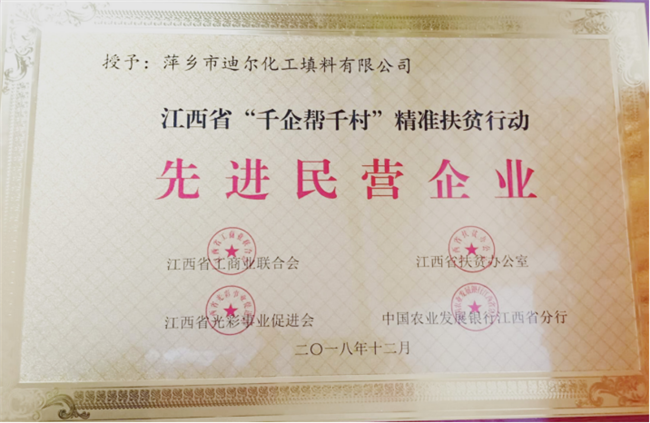 授予：萍乡市迪尔化工填料有限公司
江西省“千企帮千村”精准扶贫行动
先进民营企业
江西省工商业联合会
江西省扶贫办公室
江西省光彩事业促进会
中国农业发展银行江西省分行
二〇一八年十二月